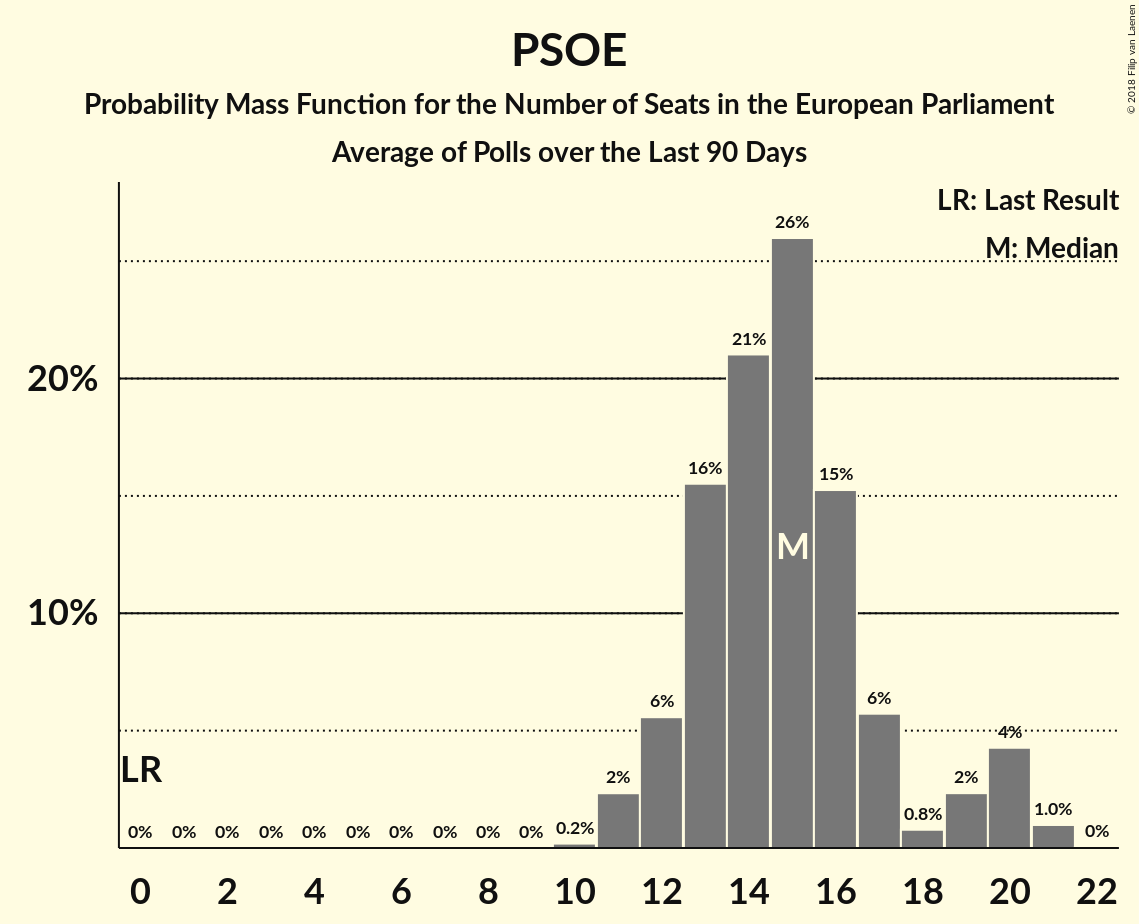 PSOE
Probability Mass Function for the Number of Seats in the European Parliament
Average of Polls over the Last 90 Days
© 2018 Filip van Laenen
LR: Last Result
M: Median
20%
10%
LR
M
0% 0% 0% 0% 0% 0% 0% 0% 0% 0% 0.2% 2% 6% 16% 21% 26% 15% 6% 0.8% 2% 4% 1.0% 0%
0 2 4 6 8 10 12 14 16 18 20 22